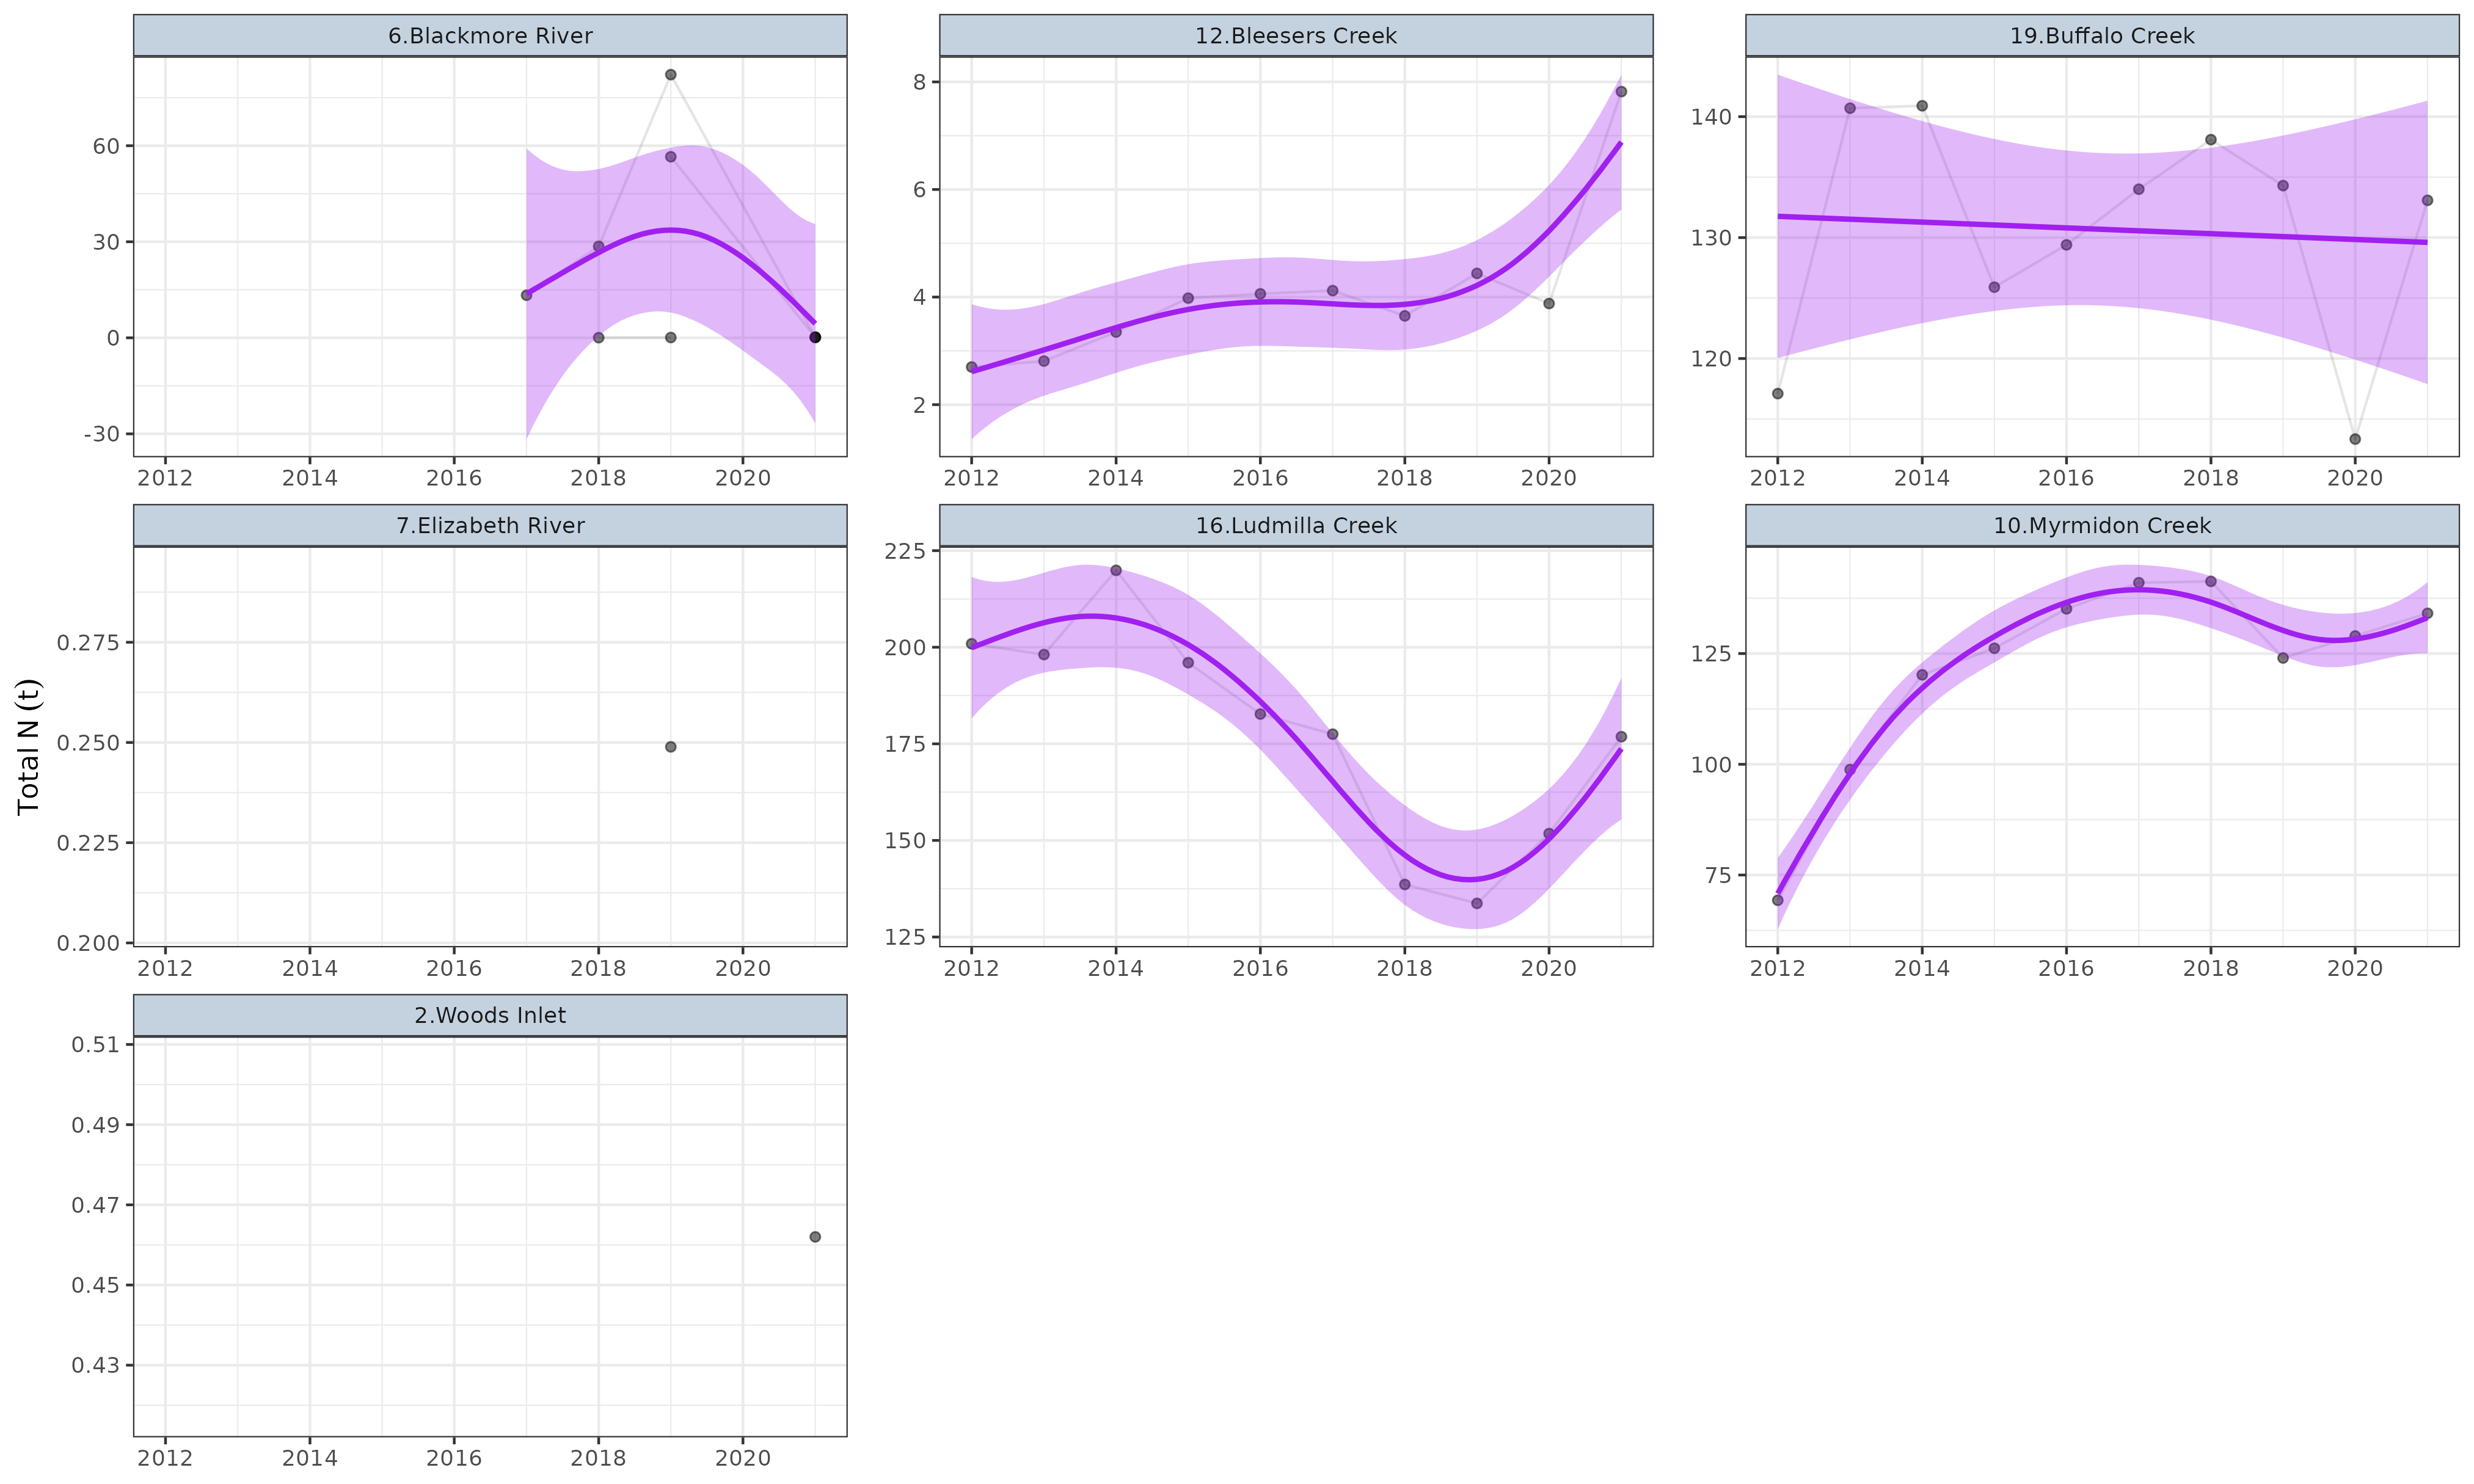 6.Blackmore River
12.Bleesers Creek
19.Buffalo Creek
60
30
0
-30
2012 2014 2016 2018 2020
8
6
4
2
2012 2014 2016 2018 2020
140
130
120
2012 2014 2016 2018 2020
7.Elizabeth River
16.Ludmilla Creek
10.Myrmidon Creek
Total N (t)
0.275
0.250
0.225
0.200
2012 2014 2016 2018 2020
225
200
175
150
125
2012 2014 2016 2018 2020
125
100
75
2012 2014 2016 2018 2020
2.Woods Inlet
0.51
0.49
0.47
0.45
0.43
2012 2014 2016 2018 2020